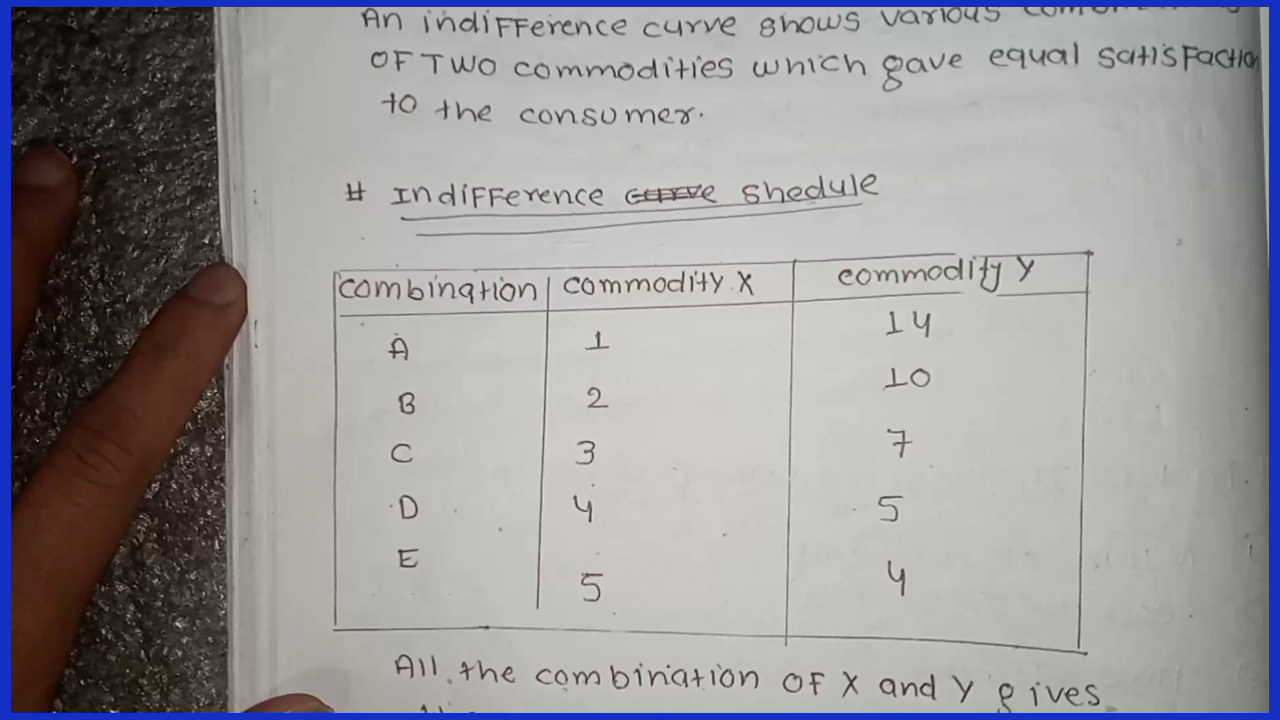 An indifference curve shows various
OF TWO commodities which gave equal satisfaction
to the consumer.
# Indifference shedule
combination commodity X commodity Y
A 1 14
B 2 10
C 3 7
D 4 5
E 5 4
All the combination OF X and Y gives